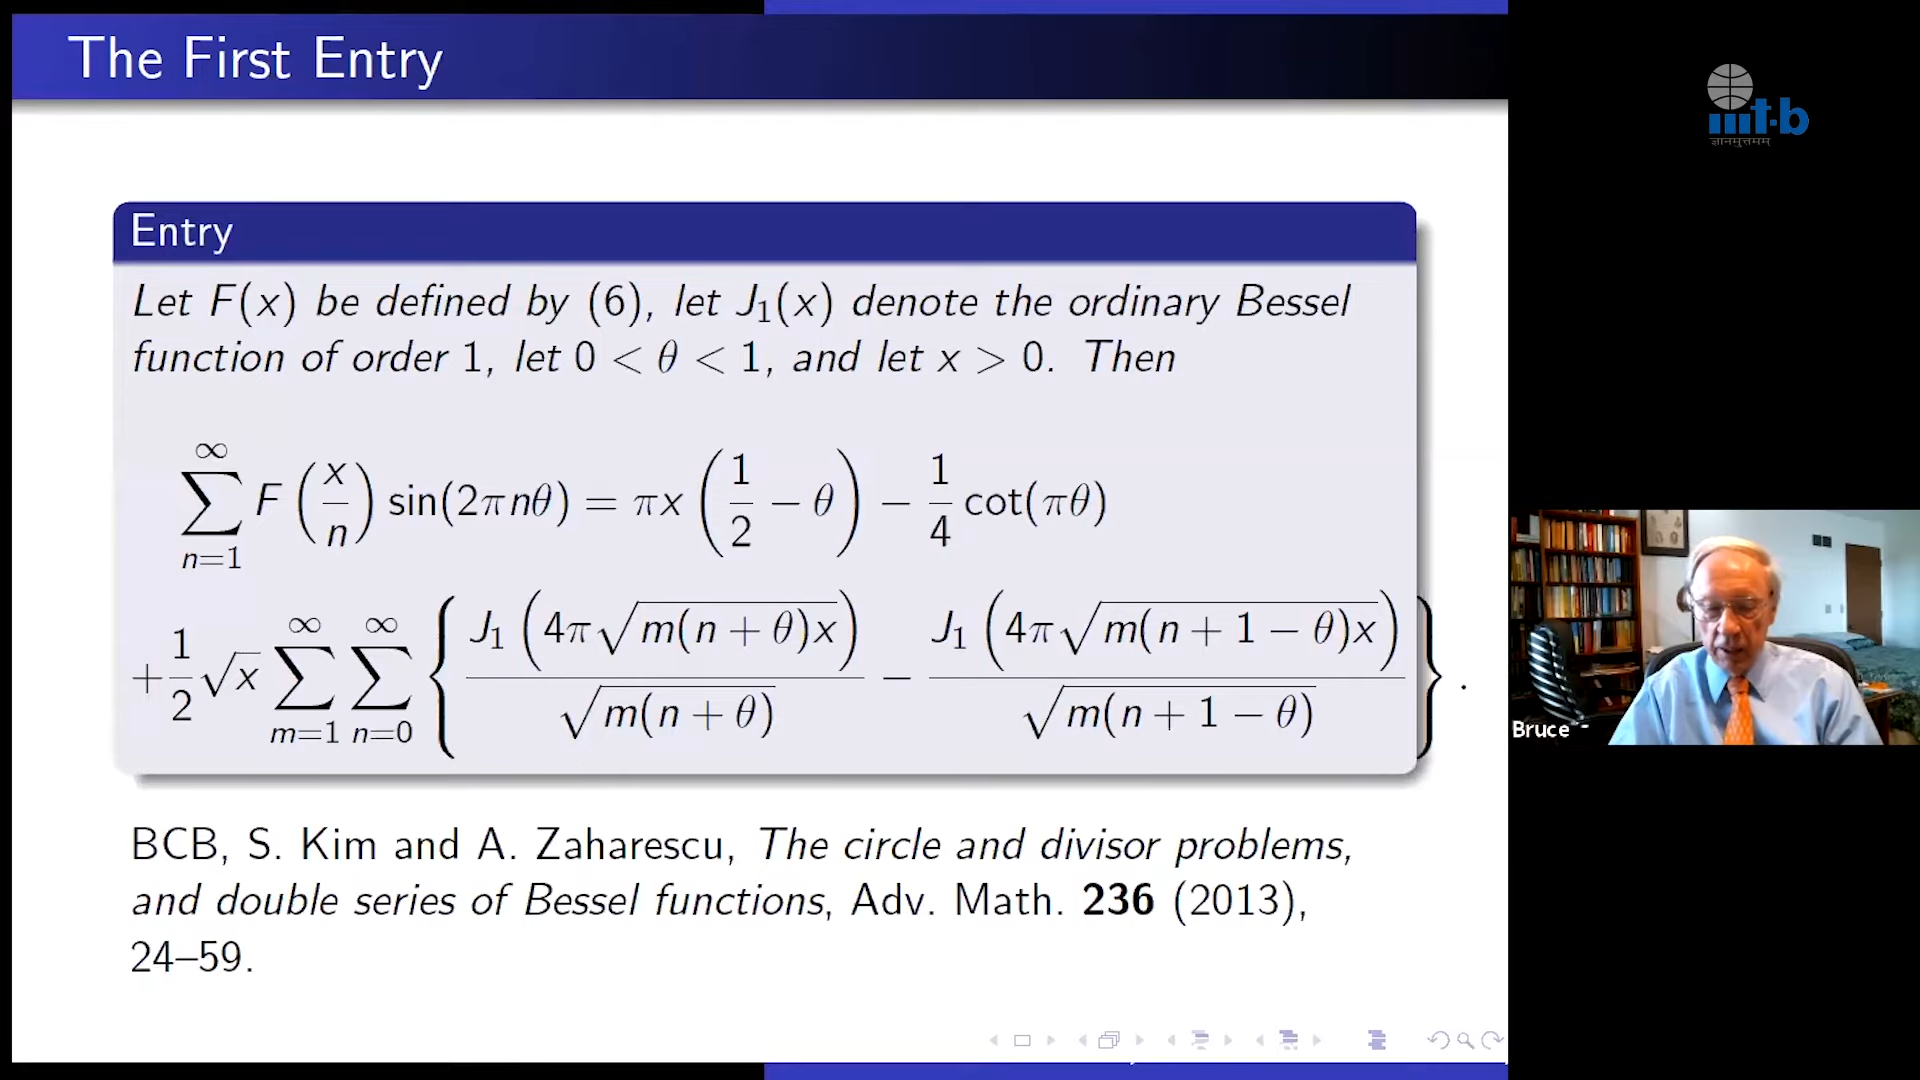 The First Entry
iiit-b
ज्ञानमुत्तमम्
Entry
Let F(x) be defined by (6), let J₁(x) denote the ordinary Bessel
function of order 1, let 0 < θ < 1, and let x > 0. Then
∑_{n=1}^{∞} F(x/n) sin(2πnθ) = πx(1/2 − θ) − 1/4 cot(πθ)
+ 1/2 √x ∑_{m=1}^{∞} ∑_{n=0}^{∞} { J₁(4π√(m(n + θ)x)) / √(m(n + θ)) − J₁(4π√(m(n + 1 − θ)x)) / √(m(n + 1 − θ)) } .
BCB, S. Kim and A. Zaharescu, The circle and divisor problems,
and double series of Bessel functions, Adv. Math. 236 (2013),
24–59.
Bruce